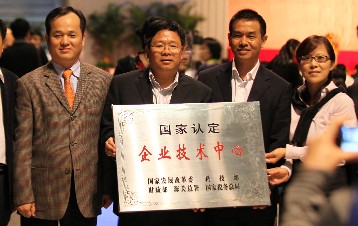 国家认定
企业技术中心
国家发展改革委 科技部
财政部 海关总署 国家税务总局